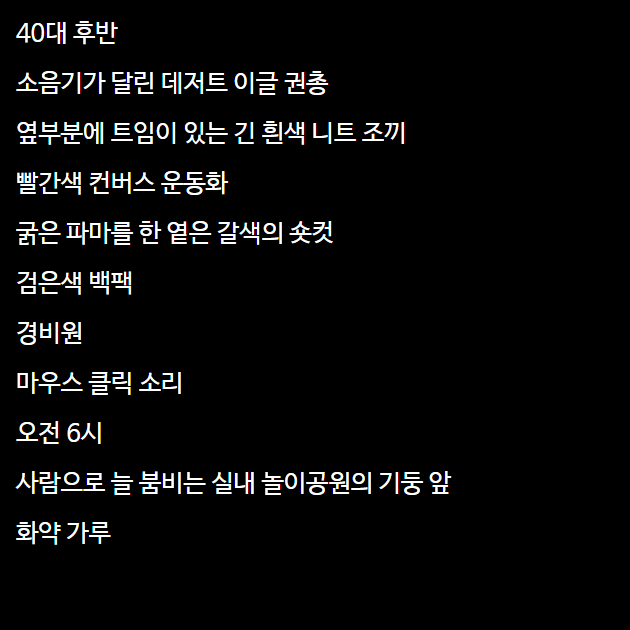 40대 후반
소음기가 달린 데저트 이글 권총
옆부분에 트임이 있는 긴 흰색 니트 조끼
빨간색 컨버스 운동화
굵은 파마를 한 옅은 갈색의 숏컷
검은색 백팩
경비원
마우스 클릭 소리
오전 6시
사람으로 늘 붐비는 실내 놀이공원의 기둥 앞
화약 가루